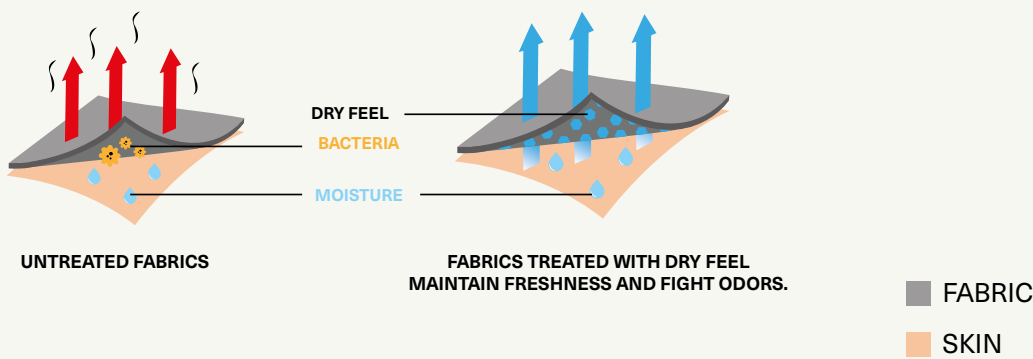 DRY FEEL
BACTERIA
MOISTURE
UNTREATED FABRICS
FABRICS TREATED WITH DRY FEEL
MAINTAIN FRESHNESS AND FIGHT ODORS.
FABRIC
SKIN